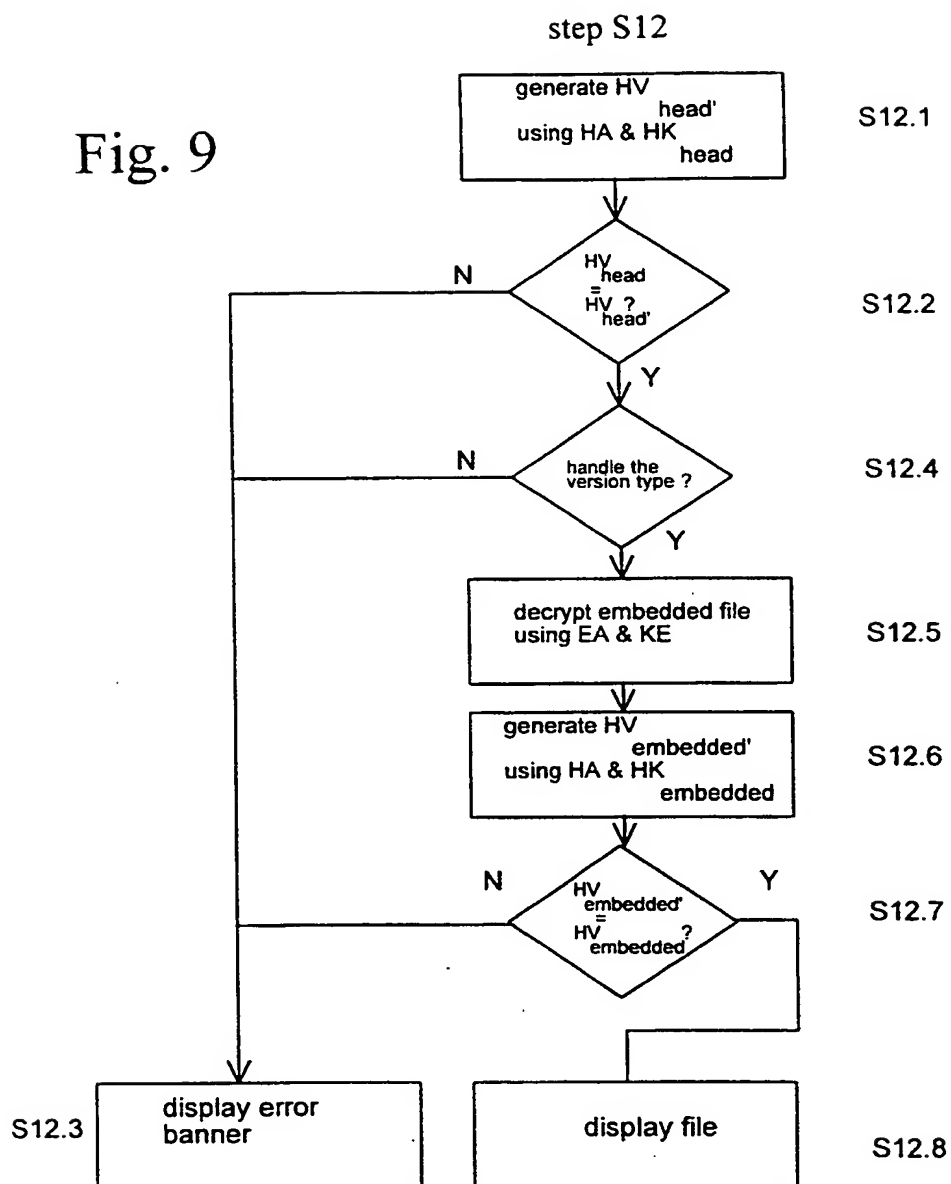 step S12
Fig. 9
generate HV
head'
using HA & HK
head
S12.1
N
HV
head
=
HV ?
head'
S12.2
Y
N
handle the
version type ?
S12.4
Y
decrypt embedded file
using EA & KE
S12.5
generate HV
embedded'
using HA & HK
embedded
S12.6
N
HV
embedded'
=
HV ?
embedded
Y
S12.7
S12.3
display error
banner
display file
S12.8